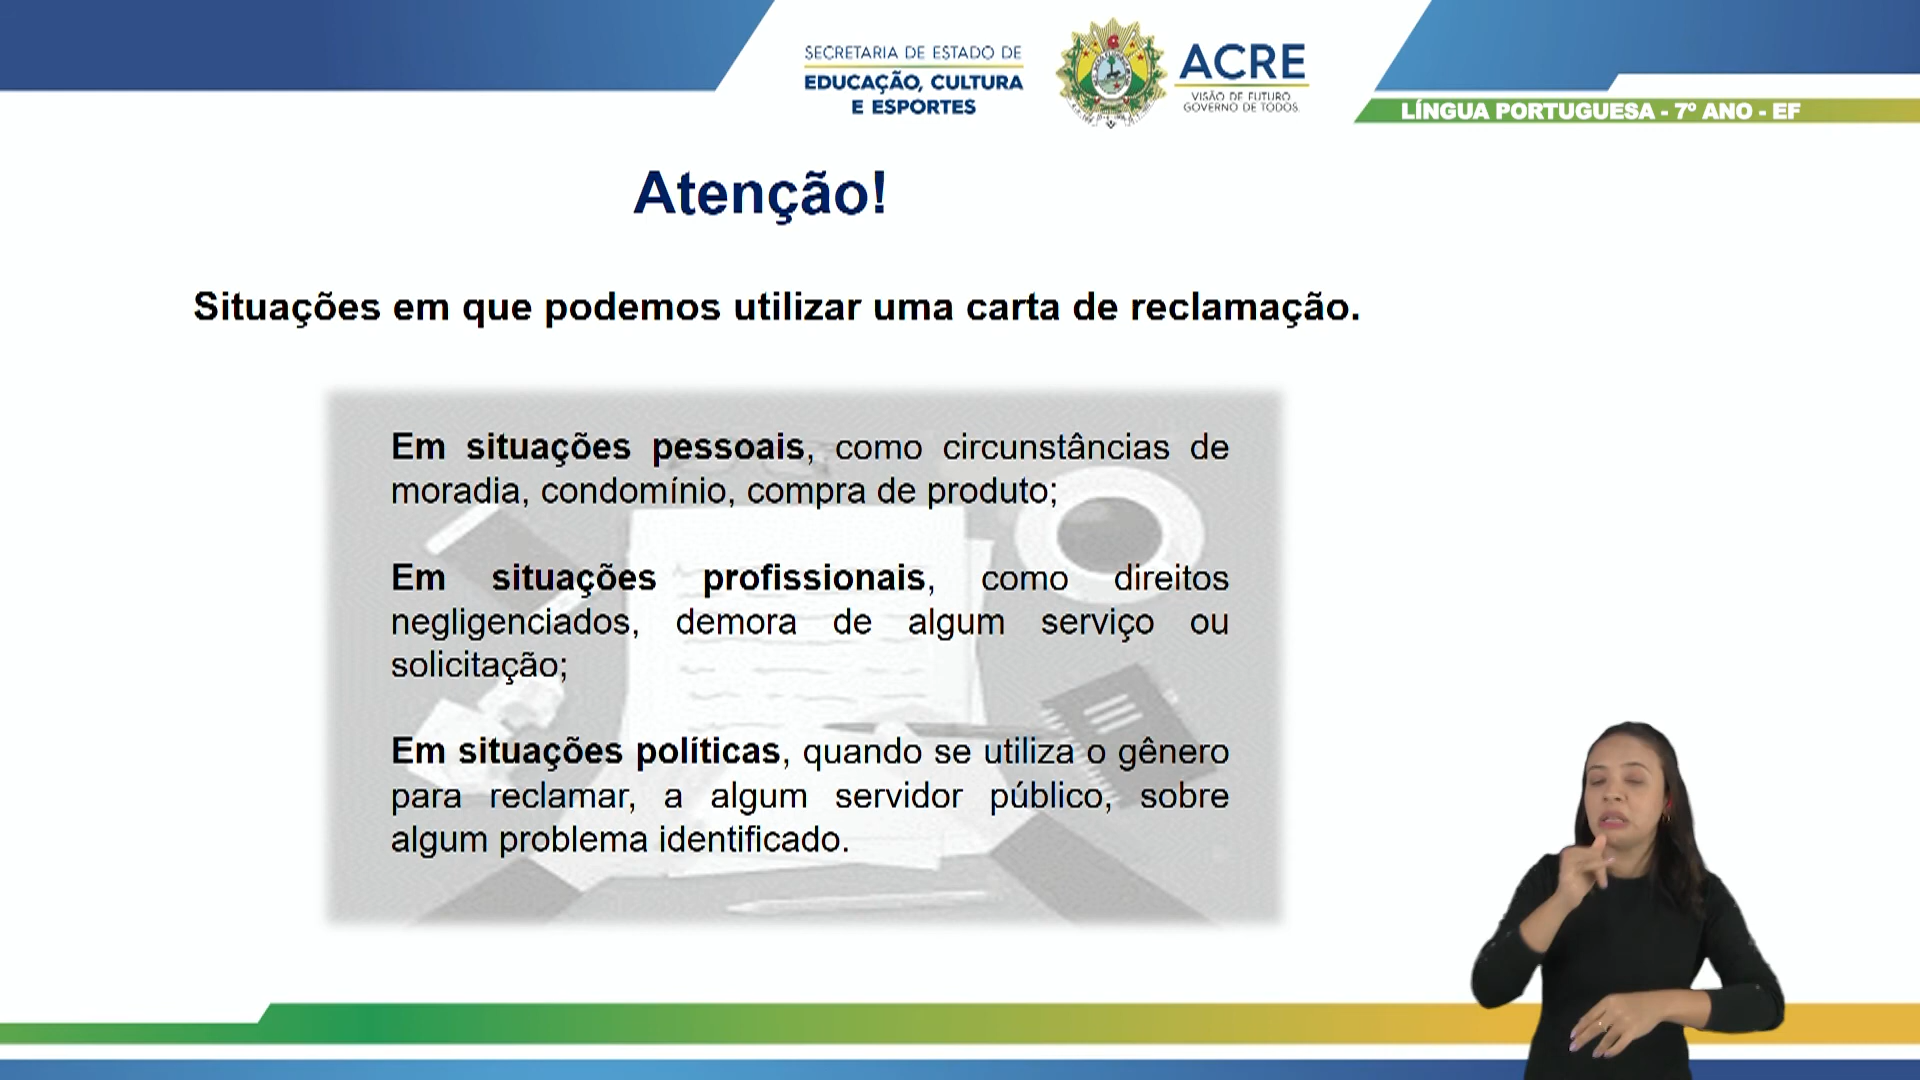 SECRETARIA DE ESTADO DE
EDUCAÇÃO, CULTURA
E ESPORTES
ACRE
VISÃO DE FUTURO
GOVERNO DE TODOS
LÍNGUA PORTUGUESA - 7º ANO - EF
Atenção!
Situações em que podemos utilizar uma carta de reclamação.
Em situações pessoais, como circunstâncias de
moradia, condomínio, compra de produto;
Em situações profissionais, como direitos
negligenciados, demora de algum serviço ou
solicitação;
Em situações políticas, quando se utiliza o gênero
para reclamar, a algum servidor público, sobre
algum problema identificado.